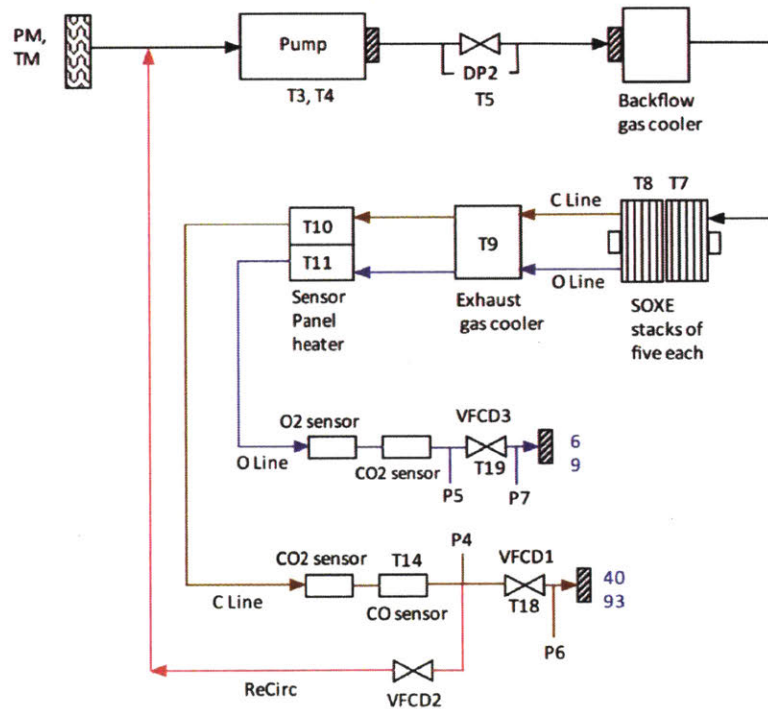 PM,
TM
Pump
T3, T4
DP2
T5
Backflow
gas cooler
T8 T7
C Line
O Line
T10
T11
T9
Sensor
Panel
heater
Exhaust
gas cooler
SOXE
stacks of
five each
O2 sensor
VFCD3
6
9
O Line
CO2 sensor
T19
P5
P7
P4
CO2 sensor
T14
VFCD1
40
93
C Line
CO sensor
T18
P6
ReCirc
VFCD2